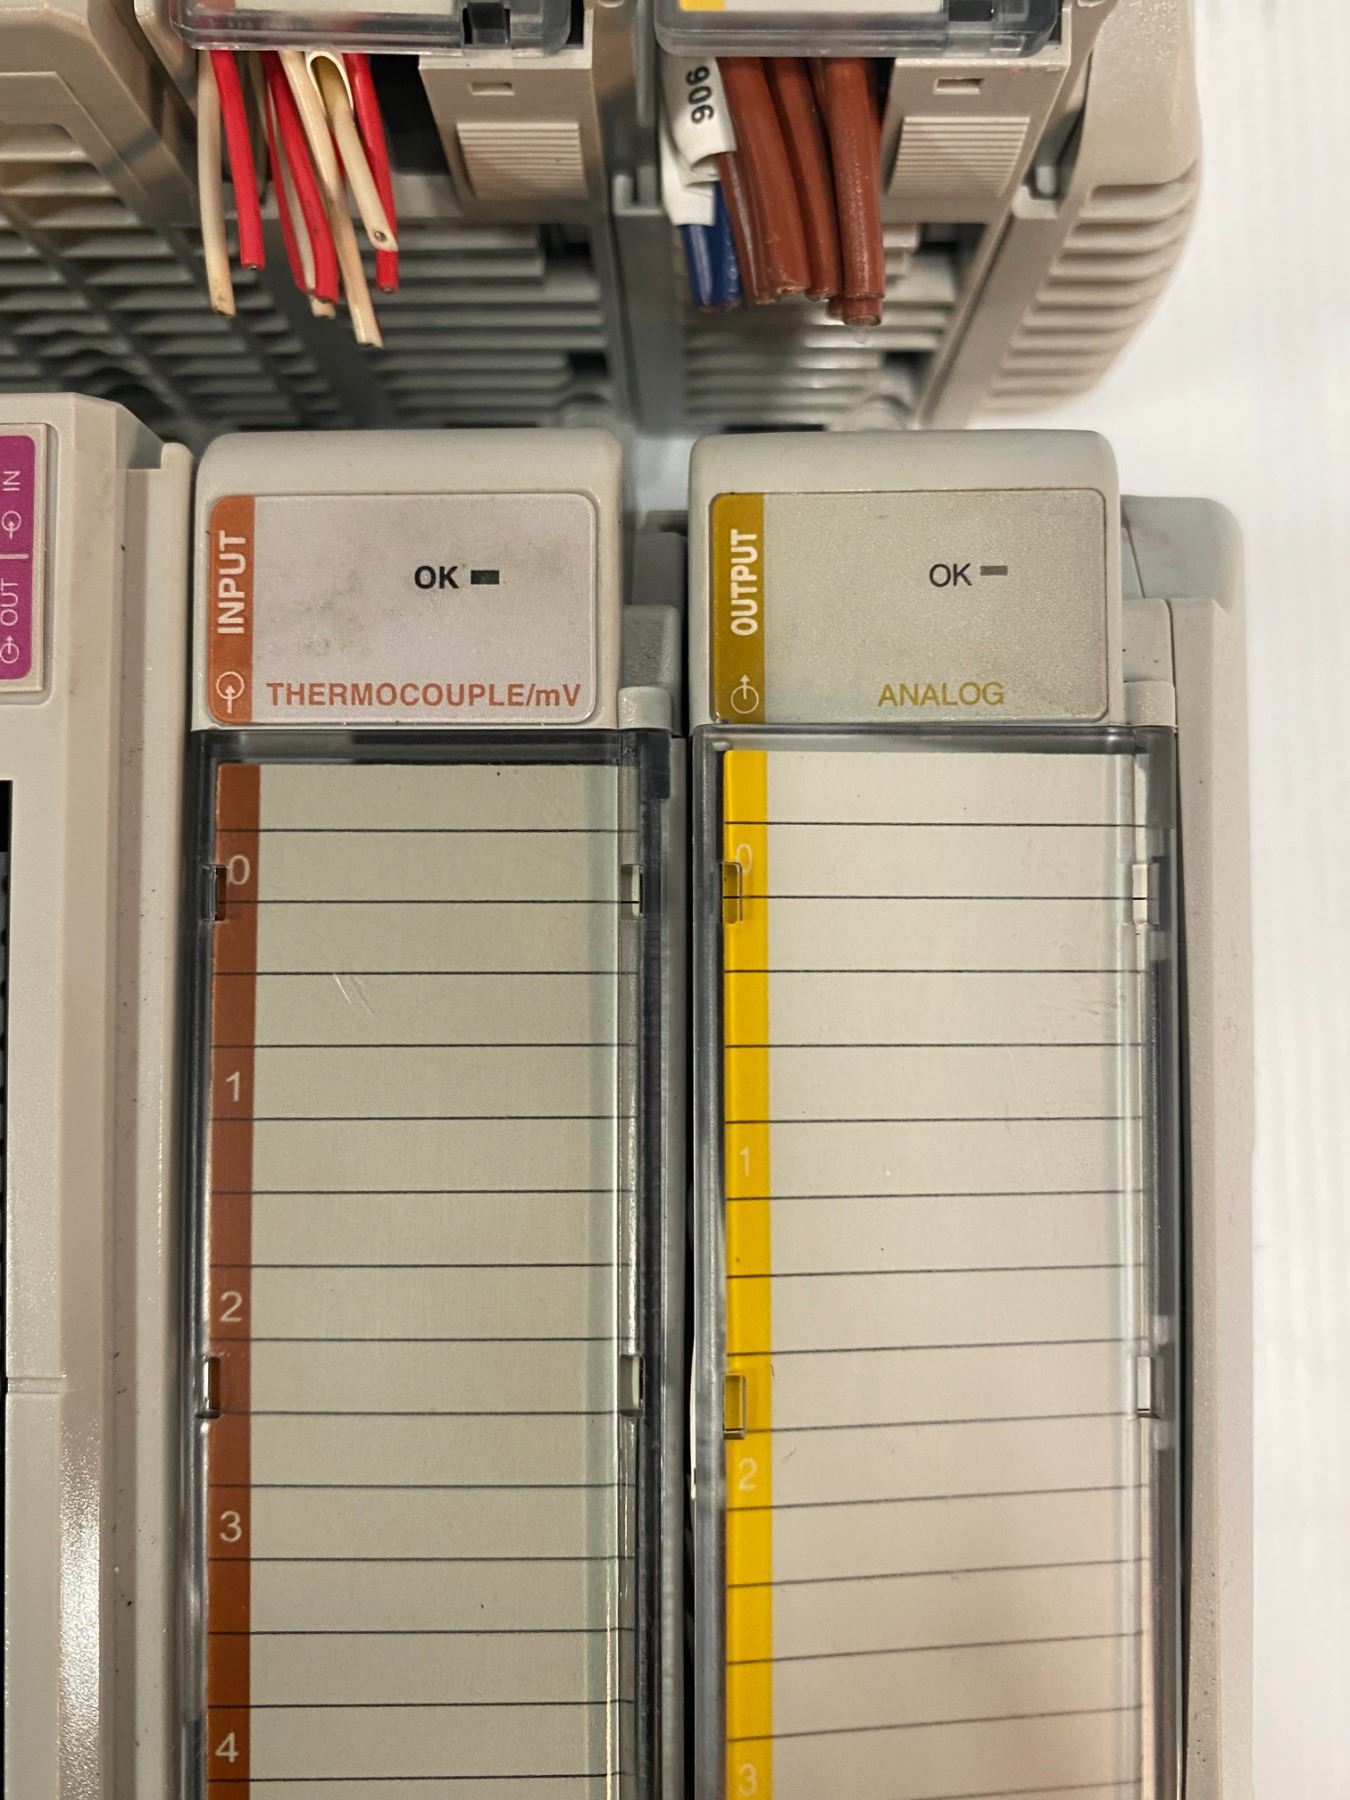 906
IN
OUT
INPUT
OK
THERMOCOUPLE/mV
0
1
2
3
4
OUTPUT
OK
ANALOG
0
1
2
3